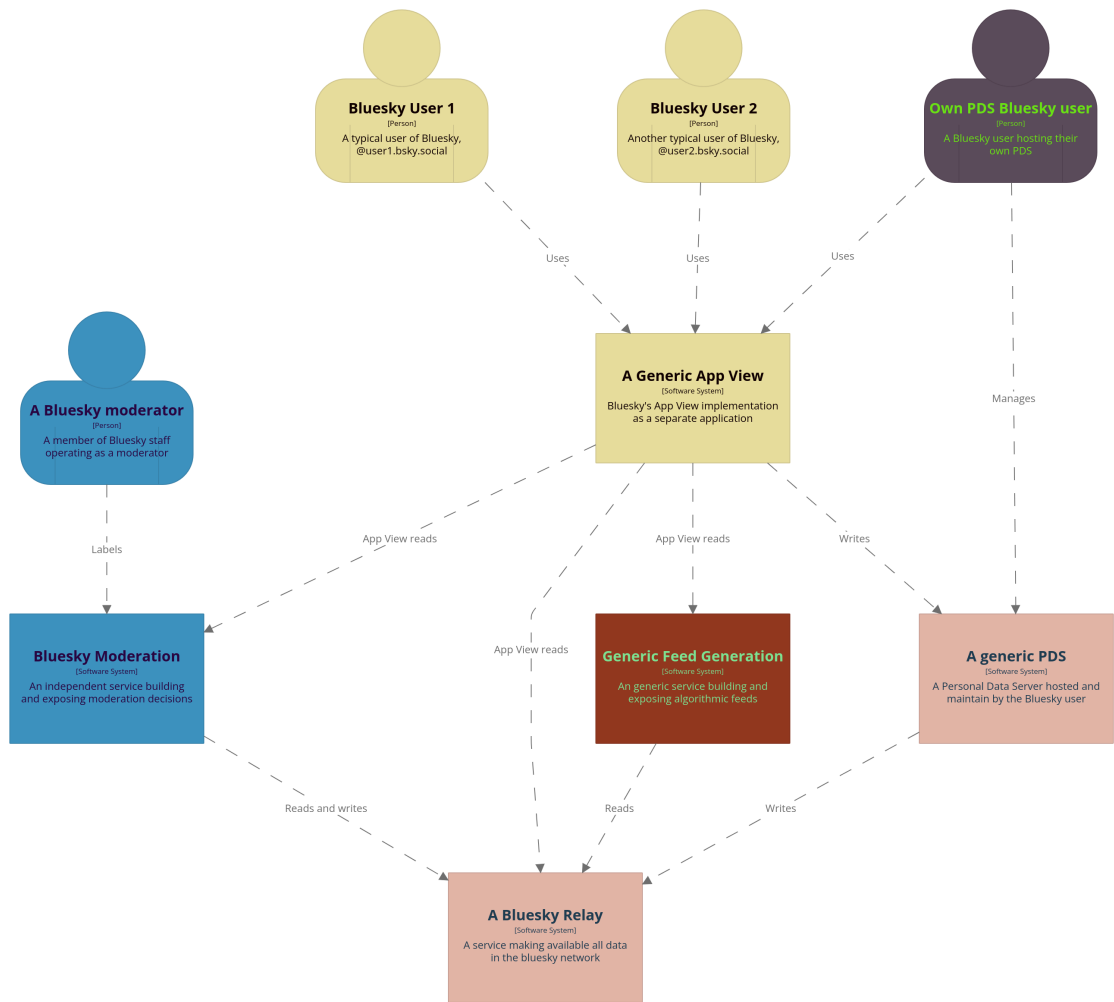 Bluesky User 1
[Person]
A typical user of Bluesky,
@user1.bsky.social
Bluesky User 2
[Person]
Another typical user of Bluesky,
@user2.bsky.social
Own PDS Bluesky user
[Person]
A Bluesky user hosting their
own PDS
Uses
Uses
Uses
A Generic App View
[Software System]
Bluesky's App View implementation
as a separate application
Manages
A Bluesky moderator
[Person]
A member of Bluesky staff
operating as a moderator
Labels
App View reads
App View reads
Writes
App View reads
Bluesky Moderation
[Software System]
An independent service building
and exposing moderation decisions
Generic Feed Generation
[Software System]
An generic service building and
exposing algorithmic feeds
A generic PDS
[Software System]
A Personal Data Server hosted and
maintain by the Bluesky user
Reads and writes
Reads
Writes
A Bluesky Relay
[Software System]
A service making available all data
in the bluesky network